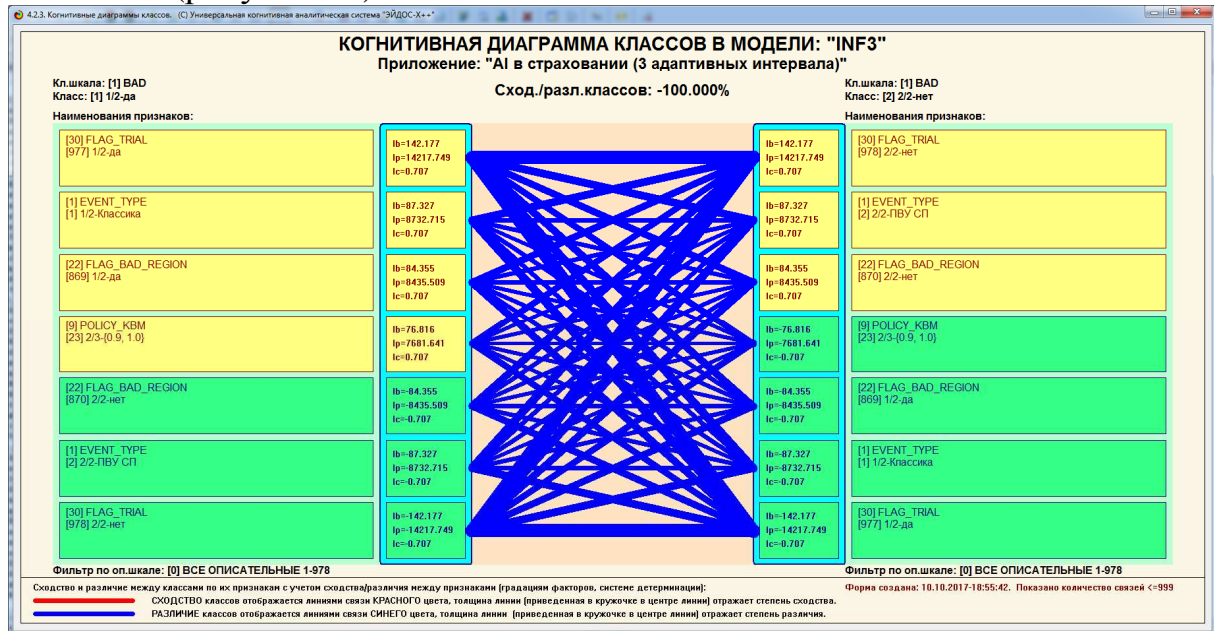 4.2.3. Когнитивные диаграммы классов. (C) Универсальная когнитивная аналитическая система "ЭЙДОС-X++"
КОГНИТИВНАЯ ДИАГРАММА КЛАССОВ В МОДЕЛИ: "INF3"
Приложение: "AI в страховании (3 адаптивных интервала)"
Кл.шкала: [1] BAD
Класс: [1] 1/2-да
Сход./разл.классов: -100.000%
Кл.шкала: [1] BAD
Класс: [2] 2/2-нет
Наименования признаков:
Наименования признаков:
[30] FLAG_TRIAL
[977] 1/2-да
Ib=142.177
Ip=14217.749
Ic=0.707
Ib=142.177
Ip=14217.749
Ic=0.707
[30] FLAG_TRIAL
[978] 2/2-нет
[1] EVENT_TYPE
[1] 1/2-Классика
Ib=87.327
Ip=8732.715
Ic=0.707
Ib=87.327
Ip=8732.715
Ic=0.707
[1] EVENT_TYPE
[2] 2/2-ПВУ СП
[22] FLAG_BAD_REGION
[869] 1/2-да
Ib=84.355
Ip=8435.509
Ic=0.707
Ib=84.355
Ip=8435.509
Ic=0.707
[22] FLAG_BAD_REGION
[870] 2/2-нет
[9] POLICY_KBM
[23] 2/3-{0.9, 1.0}
Ib=76.816
Ip=7681.641
Ic=0.707
Ib=-76.816
Ip=-7681.641
Ic=-0.707
[9] POLICY_KBM
[23] 2/3-{0.9, 1.0}
[22] FLAG_BAD_REGION
[870] 2/2-нет
Ib=-84.355
Ip=-8435.509
Ic=-0.707
Ib=-84.355
Ip=-8435.509
Ic=-0.707
[22] FLAG_BAD_REGION
[869] 1/2-да
[1] EVENT_TYPE
[2] 2/2-ПВУ СП
Ib=-87.327
Ip=-8732.715
Ic=-0.707
Ib=-87.327
Ip=-8732.715
Ic=-0.707
[1] EVENT_TYPE
[1] 1/2-Классика
[30] FLAG_TRIAL
[978] 2/2-нет
Ib=-142.177
Ip=-14217.749
Ic=-0.707
Ib=-142.177
Ip=-14217.749
Ic=-0.707
[30] FLAG_TRIAL
[977] 1/2-да
Фильтр по оп.шкале: [0] ВСЕ ОПИСАТЕЛЬНЫЕ 1-978
Фильтр по оп.шкале: [0] ВСЕ ОПИСАТЕЛЬНЫЕ 1-978
Сходство и различие между классами по их признакам с учетом сходства/различия между признаками (градациям факторов, системе детерминации):
Форма создана: 10.10.2017-18:55:42. Показано количество связей <=999
СХОДСТВО классов отображается линиями связи КРАСНОГО цвета, толщина линии (приведенная в кружочке в центре линии) отражает степень сходства.
РАЗЛИЧИЕ классов отображается линиями связи СИНЕГО цвета, толщина линии (приведенная в кружочке в центре линии) отражает степень различия.